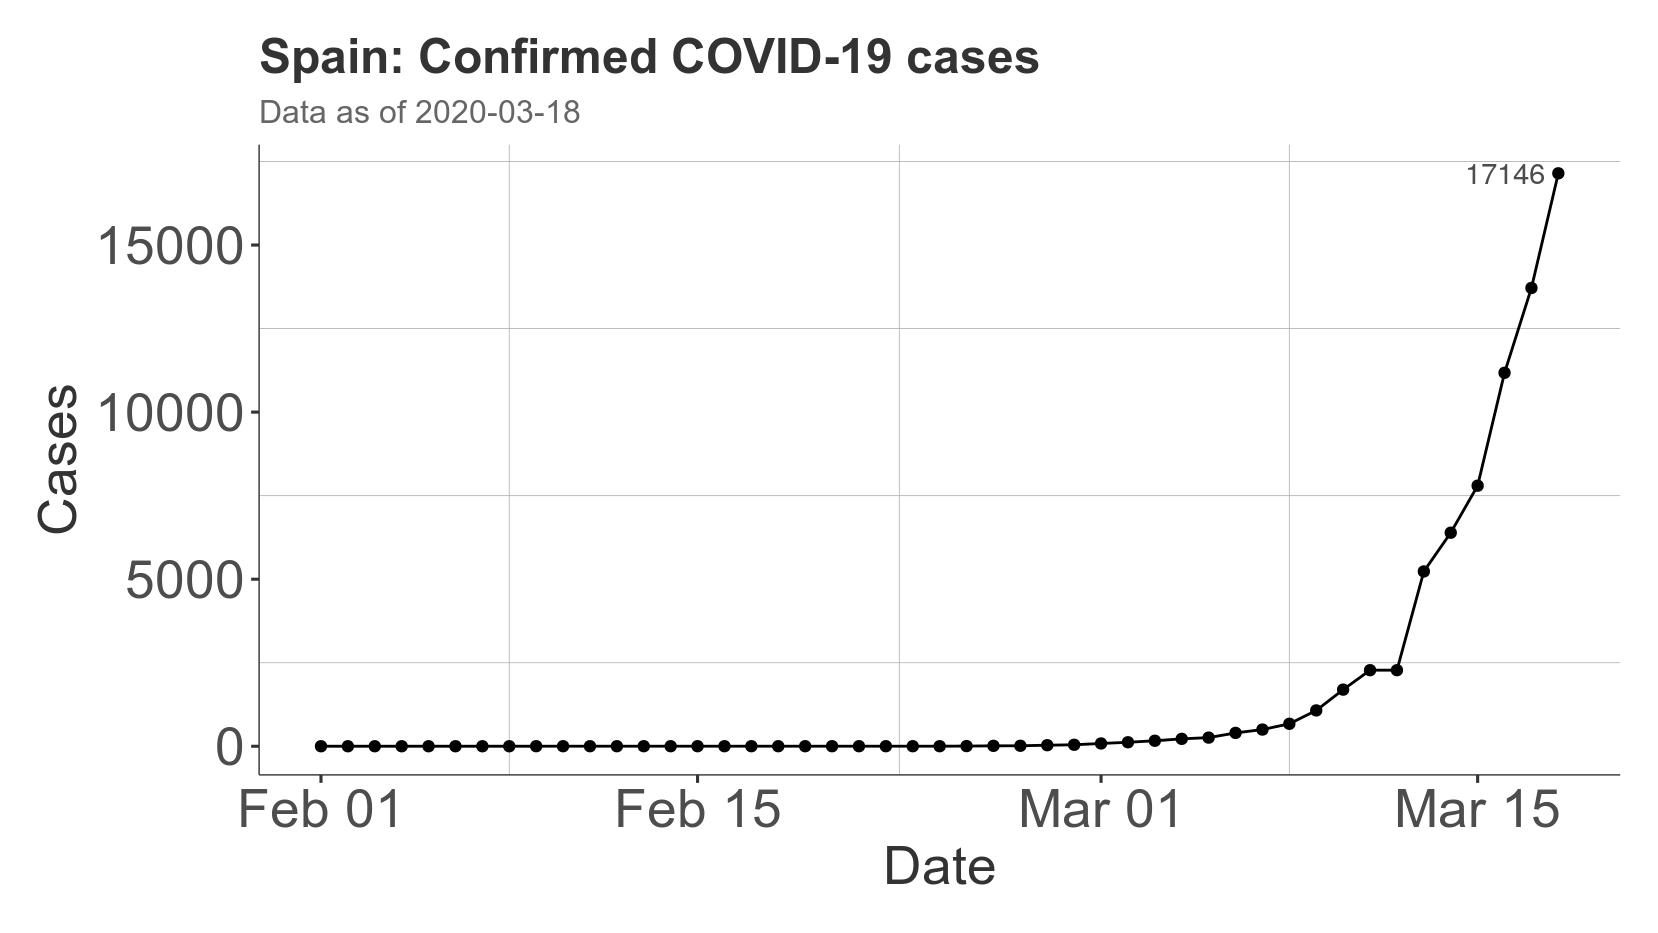 Spain: Confirmed COVID-19 cases
Data as of 2020-03-18
17146
15000
10000
5000
0
Cases
Feb 01
Feb 15
Mar 01
Mar 15
Date